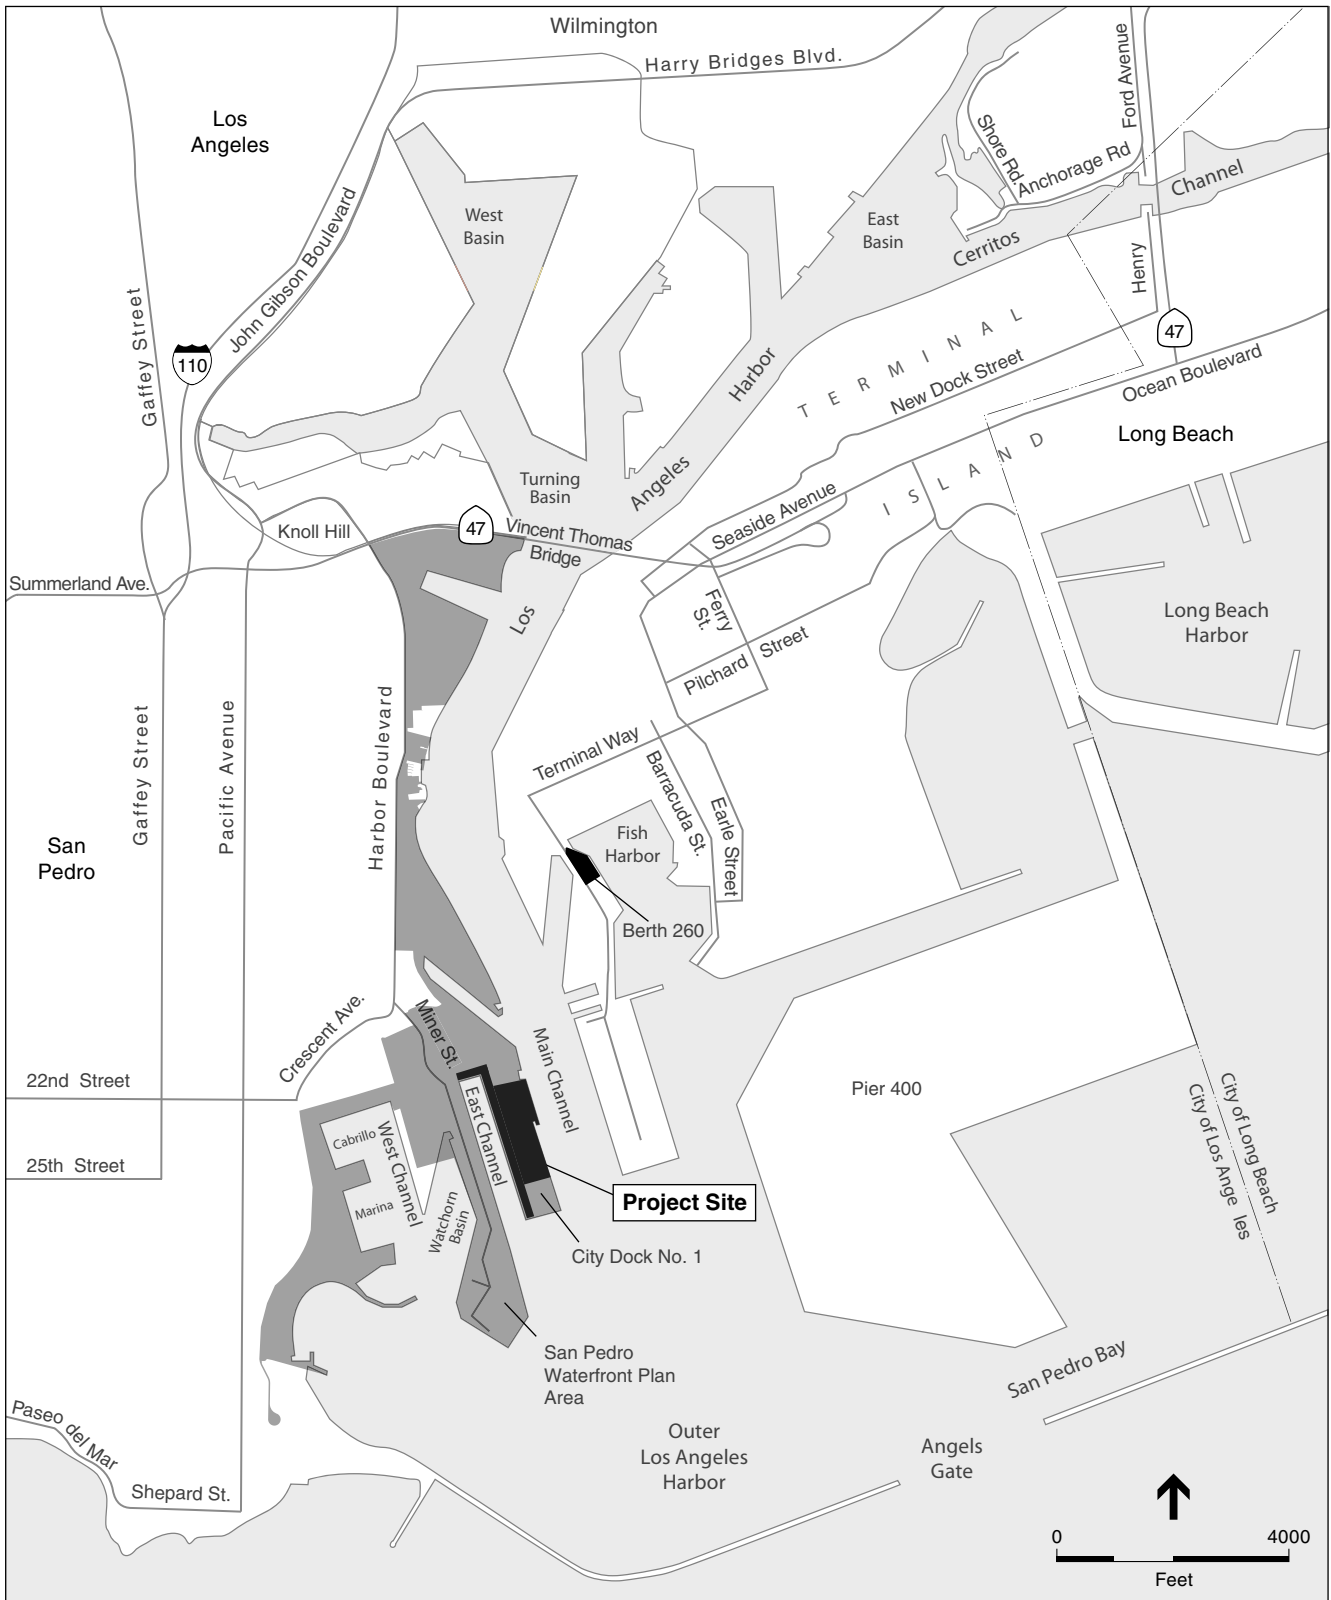 Wilmington
Harry Bridges Blvd.
Ford Avenue
Los
Angeles
Shore Rd.
Anchorage Rd
Channel
West
Basin
East
Basin
Cerritos
Henry
John Gibson Boulevard
Gaffey Street
110
47
TERMINAL
New Dock Street
Ocean Boulevard
Harbor
Long Beach
ISLAND
Angeles
Turning
Basin
Seaside Avenue
Knoll Hill
47
Vincent Thomas
Bridge
Summerland Ave.
Los
Ferry
St.
Pilchard Street
Long Beach
Harbor
Gaffey Street
Pacific Avenue
Harbor Boulevard
Terminal Way
Barracuda St.
Earle Street
San
Pedro
Fish
Harbor
Berth 260
Crescent Ave.
Miner St.
Main Channel
22nd Street
Pier 400
City of Long Beach
City of Los Ange les
East Channel
Cabrillo
West Channel
25th Street
Marina
Watchorn
Basin
Project Site
City Dock No. 1
San Pedro
Waterfront Plan
Area
San Pedro Bay
Paseo del Mar
Outer
Los Angeles
Harbor
Angels
Gate
Shepard St.
0 4000
Feet